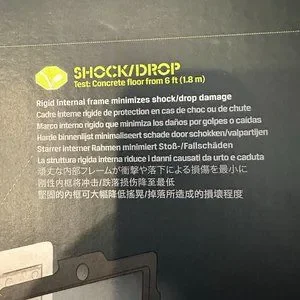 SHOCK/DROP
Test: Concrete floor from 6 ft (1.8 m)
Rigid internal frame minimizes shock/drop damage
Cadre interne rigide de protection en cas de choc ou de chute
Marco interno rígido que minimiza los daños por golpes o caídas
Harde binnenlijst minimaliseert schade door schokken/valpartijen
Starrer interner Rahmen minimiert Stoß-/Fallschäden
La struttura rigida interna riduce i danni causati da urto e caduta
頑丈な内部フレームが衝撃や落下による損傷を最小に
刚性内框将冲击/跌落损伤降至最低
堅固的內框可大幅降低搖晃/掉落所造成的損壞程度